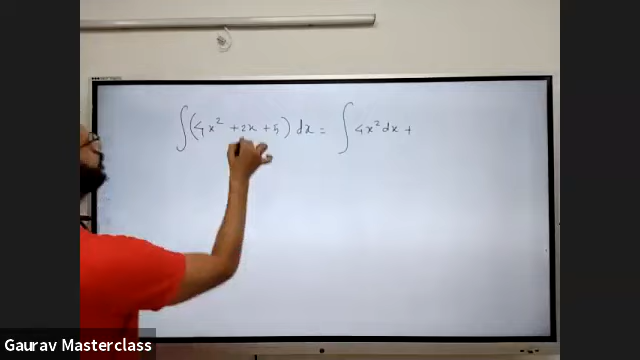 ∫(4x² + 2x + 5) dx = ∫4x² dx +
Gaurav Masterclass